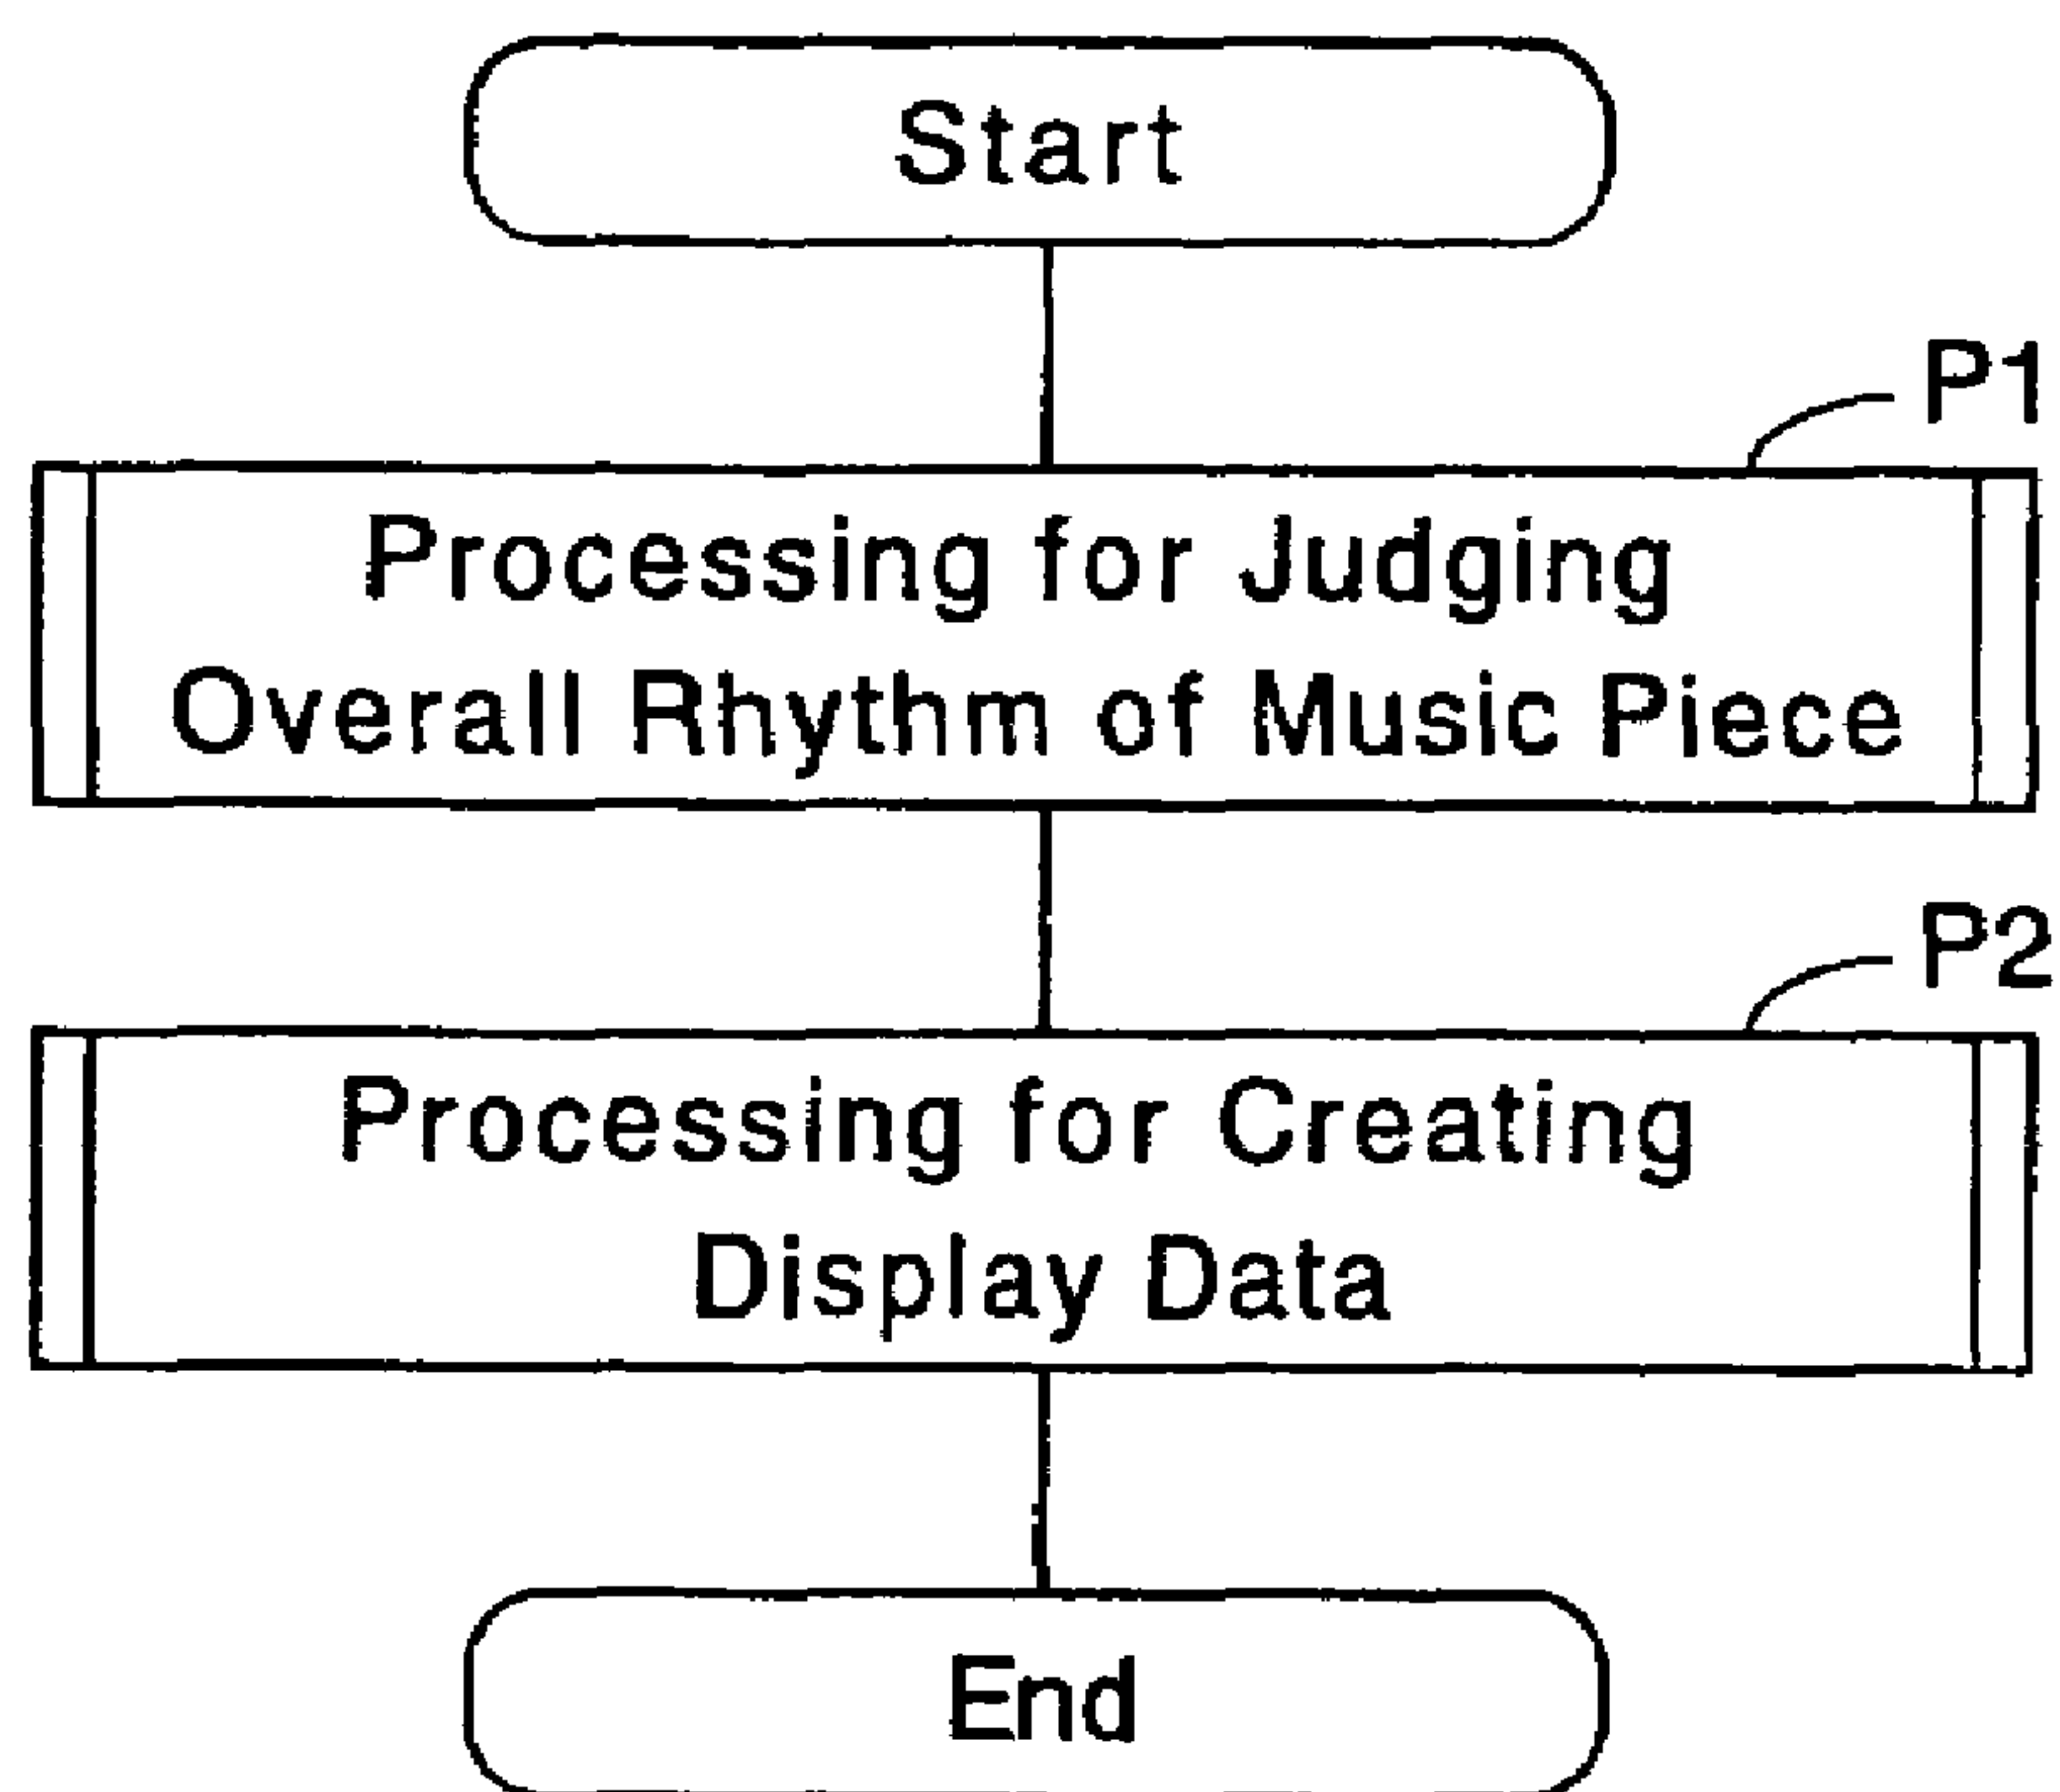 Start
P1
Processing for Judging
Overall Rhythm of Music Piece
P2
Processing for Creating
Display Data
End